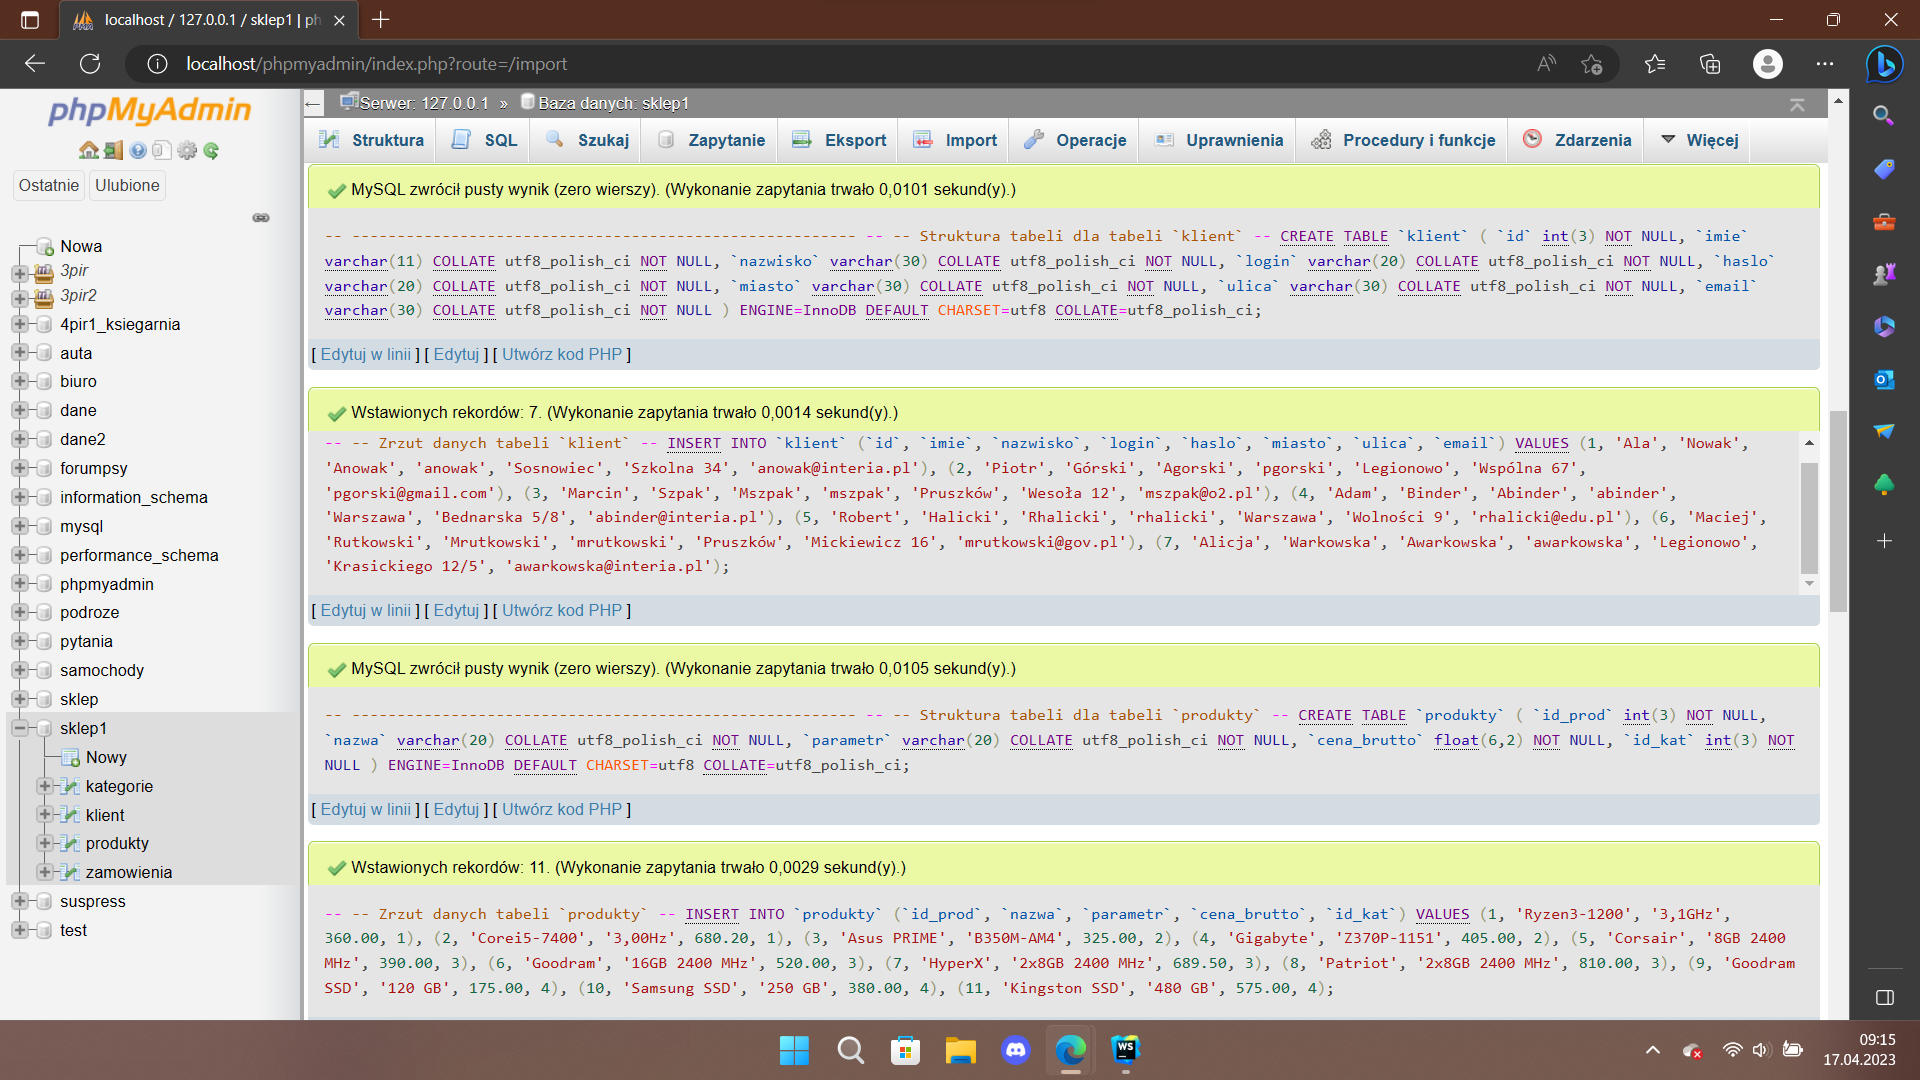 localhost / 127.0.0.1 / sklep1 | ph
localhost/phpmyadmin/index.php?route=/import
phpMyAdmin
Ostatnie Ulubione
Nowa
3pir
3pir2
4pir1_ksiegarnia
auta
biuro
dane
dane2
forumpsy
information_schema
mysql
performance_schema
phpmyadmin
podroze
pytania
samochody
sklep
sklep1
Nowy
kategorie
klient
produkty
zamowienia
suspress
test
Serwer: 127.0.0.1 » Baza danych: sklep1
Struktura SQL Szukaj Zapytanie Eksport Import Operacje Uprawnienia Procedury i funkcje Zdarzenia Więcej
MySQL zwrócił pusty wynik (zero wierszy). (Wykonanie zapytania trwało 0,0101 sekund(y).)
-- -------------------------------------------------------- -- -- Struktura tabeli dla tabeli `klient` -- CREATE TABLE `klient` ( `id` int(3) NOT NULL, `imie`
varchar(11) COLLATE utf8_polish_ci NOT NULL, `nazwisko` varchar(30) COLLATE utf8_polish_ci NOT NULL, `login` varchar(20) COLLATE utf8_polish_ci NOT NULL, `haslo`
varchar(20) COLLATE utf8_polish_ci NOT NULL, `miasto` varchar(30) COLLATE utf8_polish_ci NOT NULL, `ulica` varchar(30) COLLATE utf8_polish_ci NOT NULL, `email`
varchar(30) COLLATE utf8_polish_ci NOT NULL ) ENGINE=InnoDB DEFAULT CHARSET=utf8 COLLATE=utf8_polish_ci;
[ Edytuj w linii ] [ Edytuj ] [ Utwórz kod PHP ]
Wstawionych rekordów: 7. (Wykonanie zapytania trwało 0,0014 sekund(y).)
-- -- Zrzut danych tabeli `klient` -- INSERT INTO `klient` (`id`, `imie`, `nazwisko`, `login`, `haslo`, `miasto`, `ulica`, `email`) VALUES (1, 'Ala', 'Nowak',
'Anowak', 'anowak', 'Sosnowiec', 'Szkolna 34', 'anowak@interia.pl'), (2, 'Piotr', 'Górski', 'Agorski', 'pgorski', 'Legionowo', 'Wspólna 67',
'pgorski@gmail.com'), (3, 'Marcin', 'Szpak', 'Mszpak', 'mszpak', 'Pruszków', 'Wesoła 12', 'mszpak@o2.pl'), (4, 'Adam', 'Binder', 'Abinder', 'abinder',
'Warszawa', 'Bednarska 5/8', 'abinder@interia.pl'), (5, 'Robert', 'Halicki', 'Rhalicki', 'rhalicki', 'Warszawa', 'Wolności 9', 'rhalicki@edu.pl'), (6, 'Maciej',
'Rutkowski', 'Mrutkowski', 'mrutkowski', 'Pruszków', 'Mickiewicz 16', 'mrutkowski@gov.pl'), (7, 'Alicja', 'Warkowska', 'Awarkowska', 'awarkowska', 'Legionowo',
'Krasickiego 12/5', 'awarkowska@interia.pl');
[ Edytuj w linii ] [ Edytuj ] [ Utwórz kod PHP ]
MySQL zwrócił pusty wynik (zero wierszy). (Wykonanie zapytania trwało 0,0105 sekund(y).)
-- -------------------------------------------------------- -- -- Struktura tabeli dla tabeli `produkty` -- CREATE TABLE `produkty` ( `id_prod` int(3) NOT NULL,
`nazwa` varchar(20) COLLATE utf8_polish_ci NOT NULL, `parametr` varchar(20) COLLATE utf8_polish_ci NOT NULL, `cena_brutto` float(6,2) NOT NULL, `id_kat` int(3) NOT
NULL ) ENGINE=InnoDB DEFAULT CHARSET=utf8 COLLATE=utf8_polish_ci;
[ Edytuj w linii ] [ Edytuj ] [ Utwórz kod PHP ]
Wstawionych rekordów: 11. (Wykonanie zapytania trwało 0,0029 sekund(y).)
-- -- Zrzut danych tabeli `produkty` -- INSERT INTO `produkty` (`id_prod`, `nazwa`, `parametr`, `cena_brutto`, `id_kat`) VALUES (1, 'Ryzen3-1200', '3,1GHz',
360.00, 1), (2, 'Corei5-7400', '3,00Hz', 680.20, 1), (3, 'Asus PRIME', 'B350M-AM4', 325.00, 2), (4, 'Gigabyte', 'Z370P-1151', 405.00, 2), (5, 'Corsair', '8GB 2400
MHz', 390.00, 3), (6, 'Goodram', '16GB 2400 MHz', 520.00, 3), (7, 'HyperX', '2x8GB 2400 MHz', 689.50, 3), (8, 'Patriot', '2x8GB 2400 MHz', 810.00, 3), (9, 'Goodram
SSD', '120 GB', 175.00, 4), (10, 'Samsung SSD', '250 GB', 380.00, 4), (11, 'Kingston SSD', '480 GB', 575.00, 4);
WS
09:15
17.04.2023